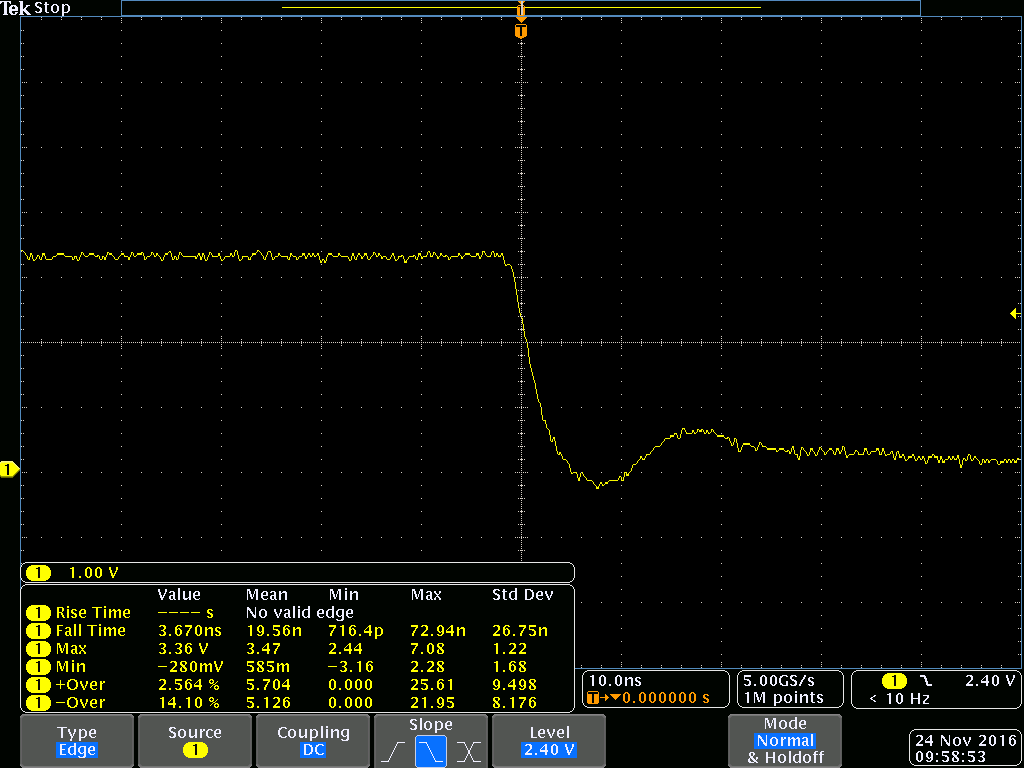 Tek Stop
T
T
1
1 1.00 V
Value Mean Min Max Std Dev
1 Rise Time ---- s No valid edge
1 Fall Time 3.670ns 19.56n 716.4p 72.94n 26.75n
1 Max 3.36 V 3.47 2.44 7.08 1.22
1 Min −280mV 585m −3.16 2.28 1.68
1 +Over 2.564 % 5.704 0.000 25.61 9.498
1 −Over 14.10 % 5.126 0.000 21.95 8.176
10.0ns
T→▼0.000000 s
5.00GS/s
1M points
1 2.40 V
< 10 Hz
Type
Edge
Source
1
Coupling
DC
Slope
Level
2.40 V
Mode
Normal
& Holdoff
24 Nov 2016
09:58:53